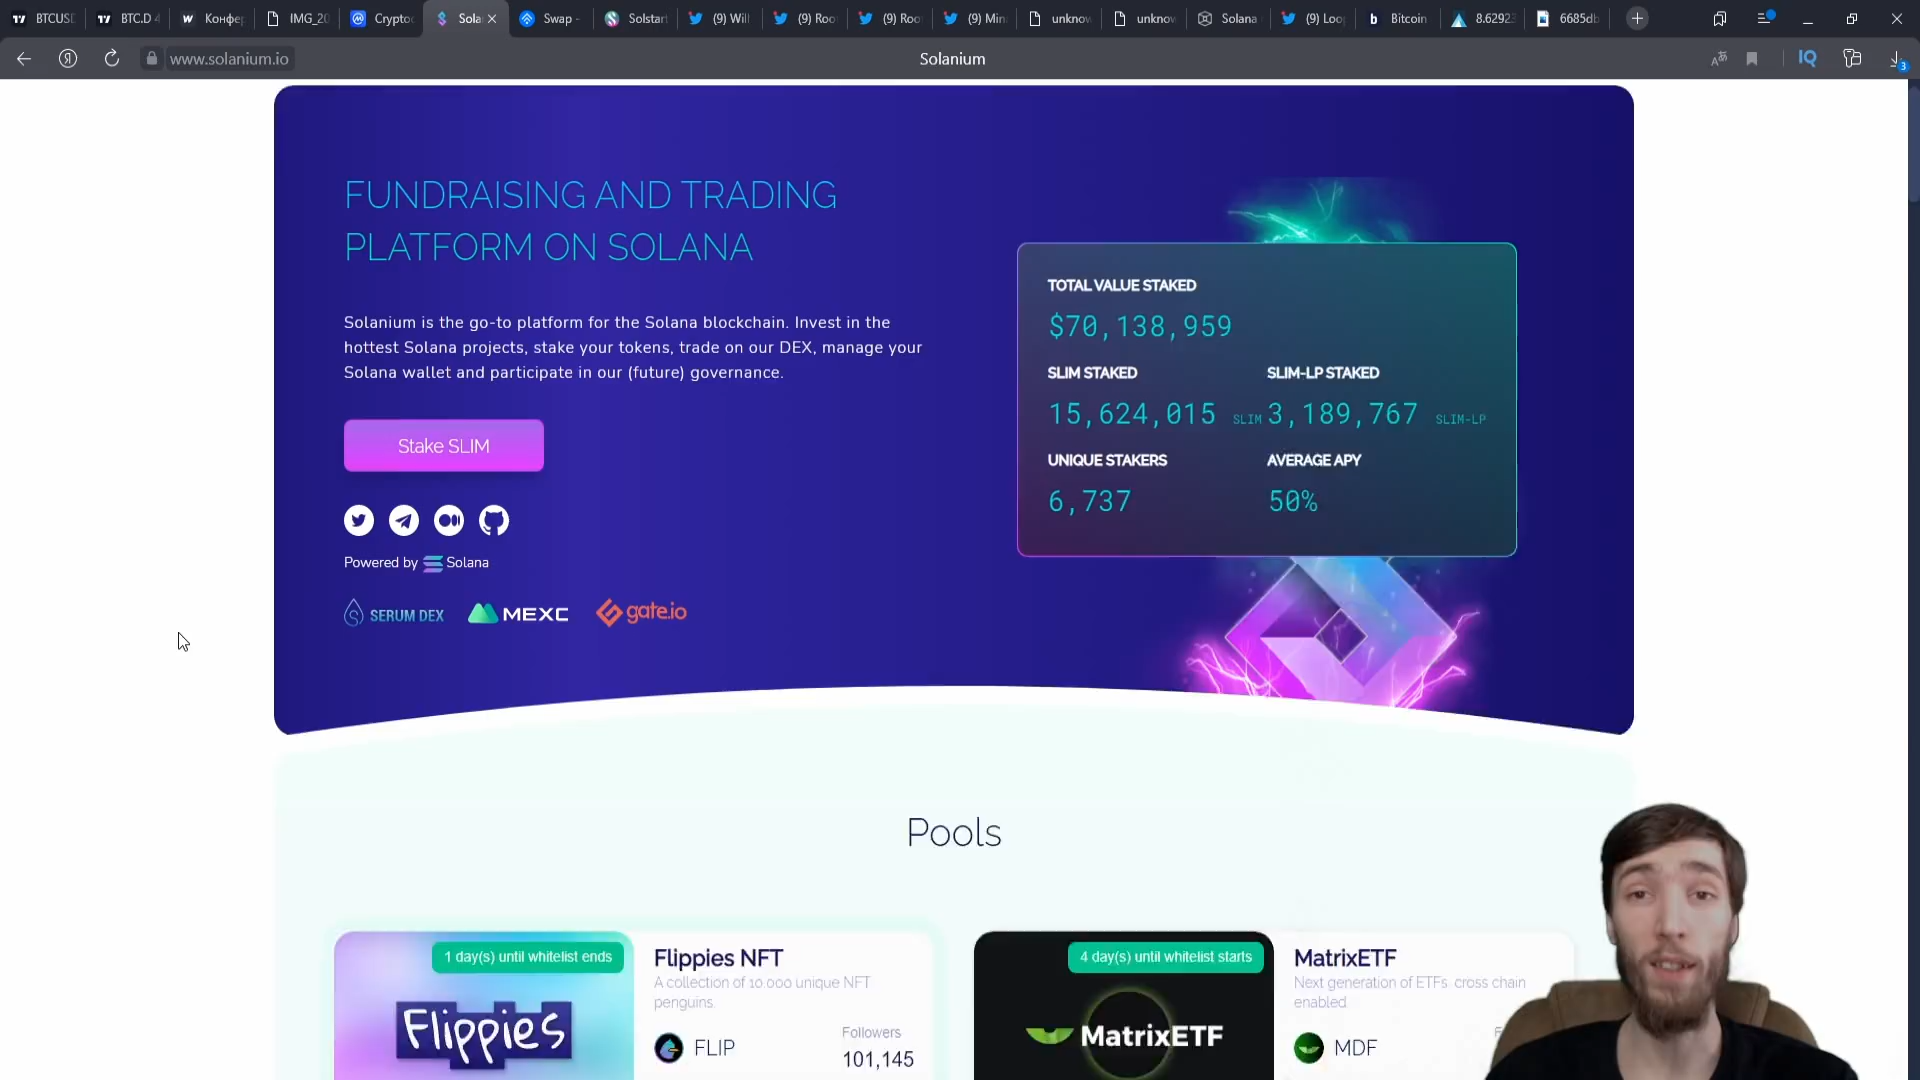 BTCUS
BTC.D 4
Конфер
IMG_20
Crypto
Sola
Swap -
Solstart
(9) Will
(9) Roo
(9) Roo
(9) Min
unknow
unknow
Solana
(9) Loo
Bitcoin
8.6292
6685db
www.solanium.io
Solanium
IQ
3
FUNDRAISING AND TRADING
PLATFORM ON SOLANA
Solanium is the go-to platform for the Solana blockchain. Invest in the
hottest Solana projects, stake your tokens, trade on our DEX, manage your
Solana wallet and participate in our (future) governance.
Stake SLIM
Powered by Solana
SERUM DEX
MEXC
gate.io
TOTAL VALUE STAKED
$70,138,959
SLIM STAKED
15,624,015 SLIM
SLIM-LP STAKED
3,189,767 SLIM-LP
UNIQUE STAKERS
6,737
AVERAGE APY
50%
Pools
1 day(s) until whitelist ends
Flippies
Flippies NFT
A collection of 10.000 unique NFT
penguins.
FLIP
Followers
101,145
4 day(s) until whitelist starts
MatrixETF
MatrixETF
Next generation of ETFs. cross chain
enabled.
MDF